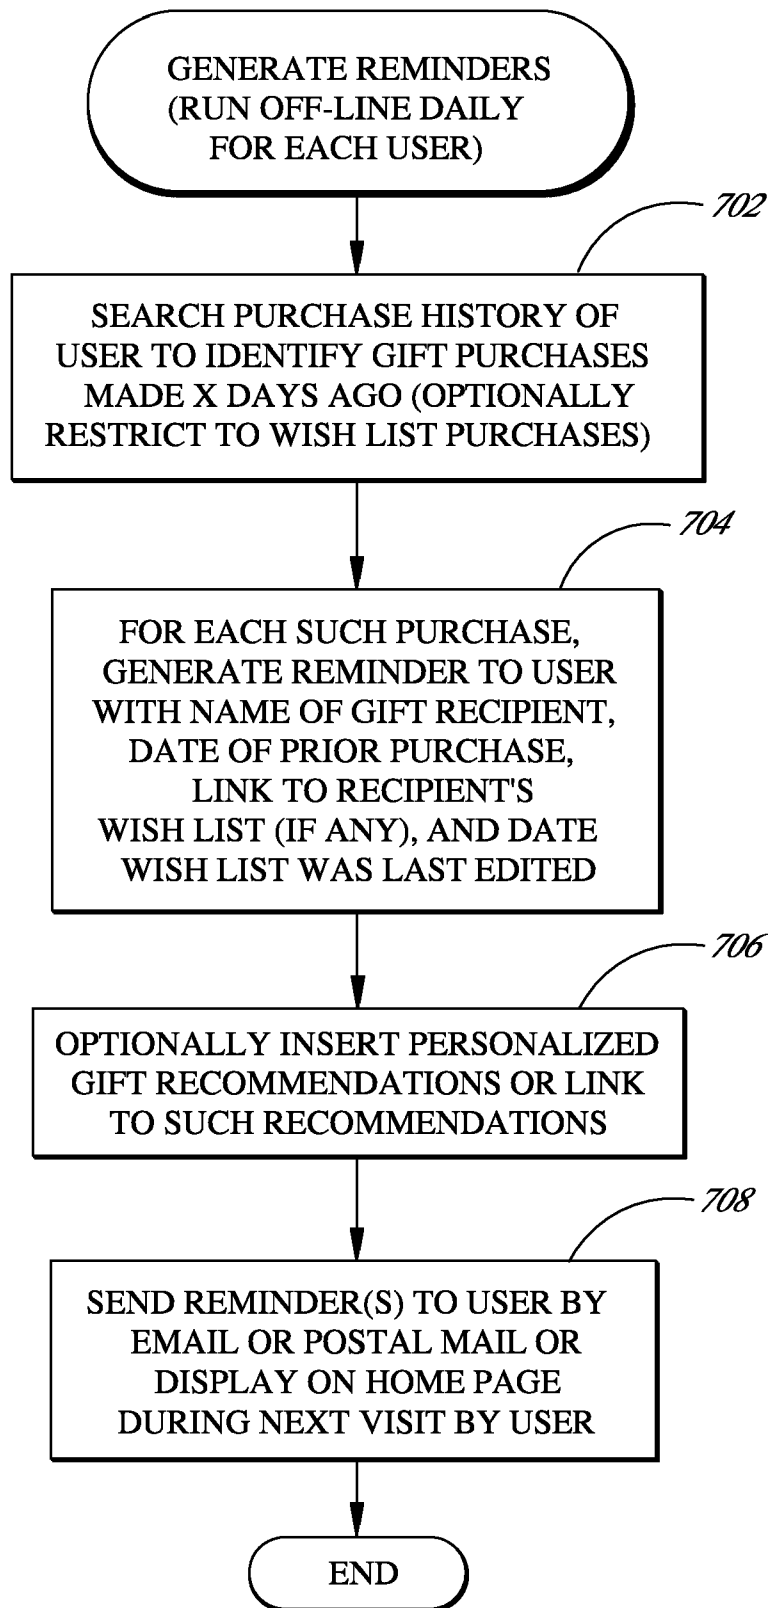 GENERATE REMINDERS
(RUN OFF-LINE DAILY
FOR EACH USER)
702
SEARCH PURCHASE HISTORY OF
USER TO IDENTIFY GIFT PURCHASES
MADE X DAYS AGO (OPTIONALLY
RESTRICT TO WISH LIST PURCHASES)
704
FOR EACH SUCH PURCHASE,
GENERATE REMINDER TO USER
WITH NAME OF GIFT RECIPIENT,
DATE OF PRIOR PURCHASE,
LINK TO RECIPIENT'S
WISH LIST (IF ANY), AND DATE
WISH LIST WAS LAST EDITED
706
OPTIONALLY INSERT PERSONALIZED
GIFT RECOMMENDATIONS OR LINK
TO SUCH RECOMMENDATIONS
708
SEND REMINDER(S) TO USER BY
EMAIL OR POSTAL MAIL OR
DISPLAY ON HOME PAGE
DURING NEXT VISIT BY USER
END